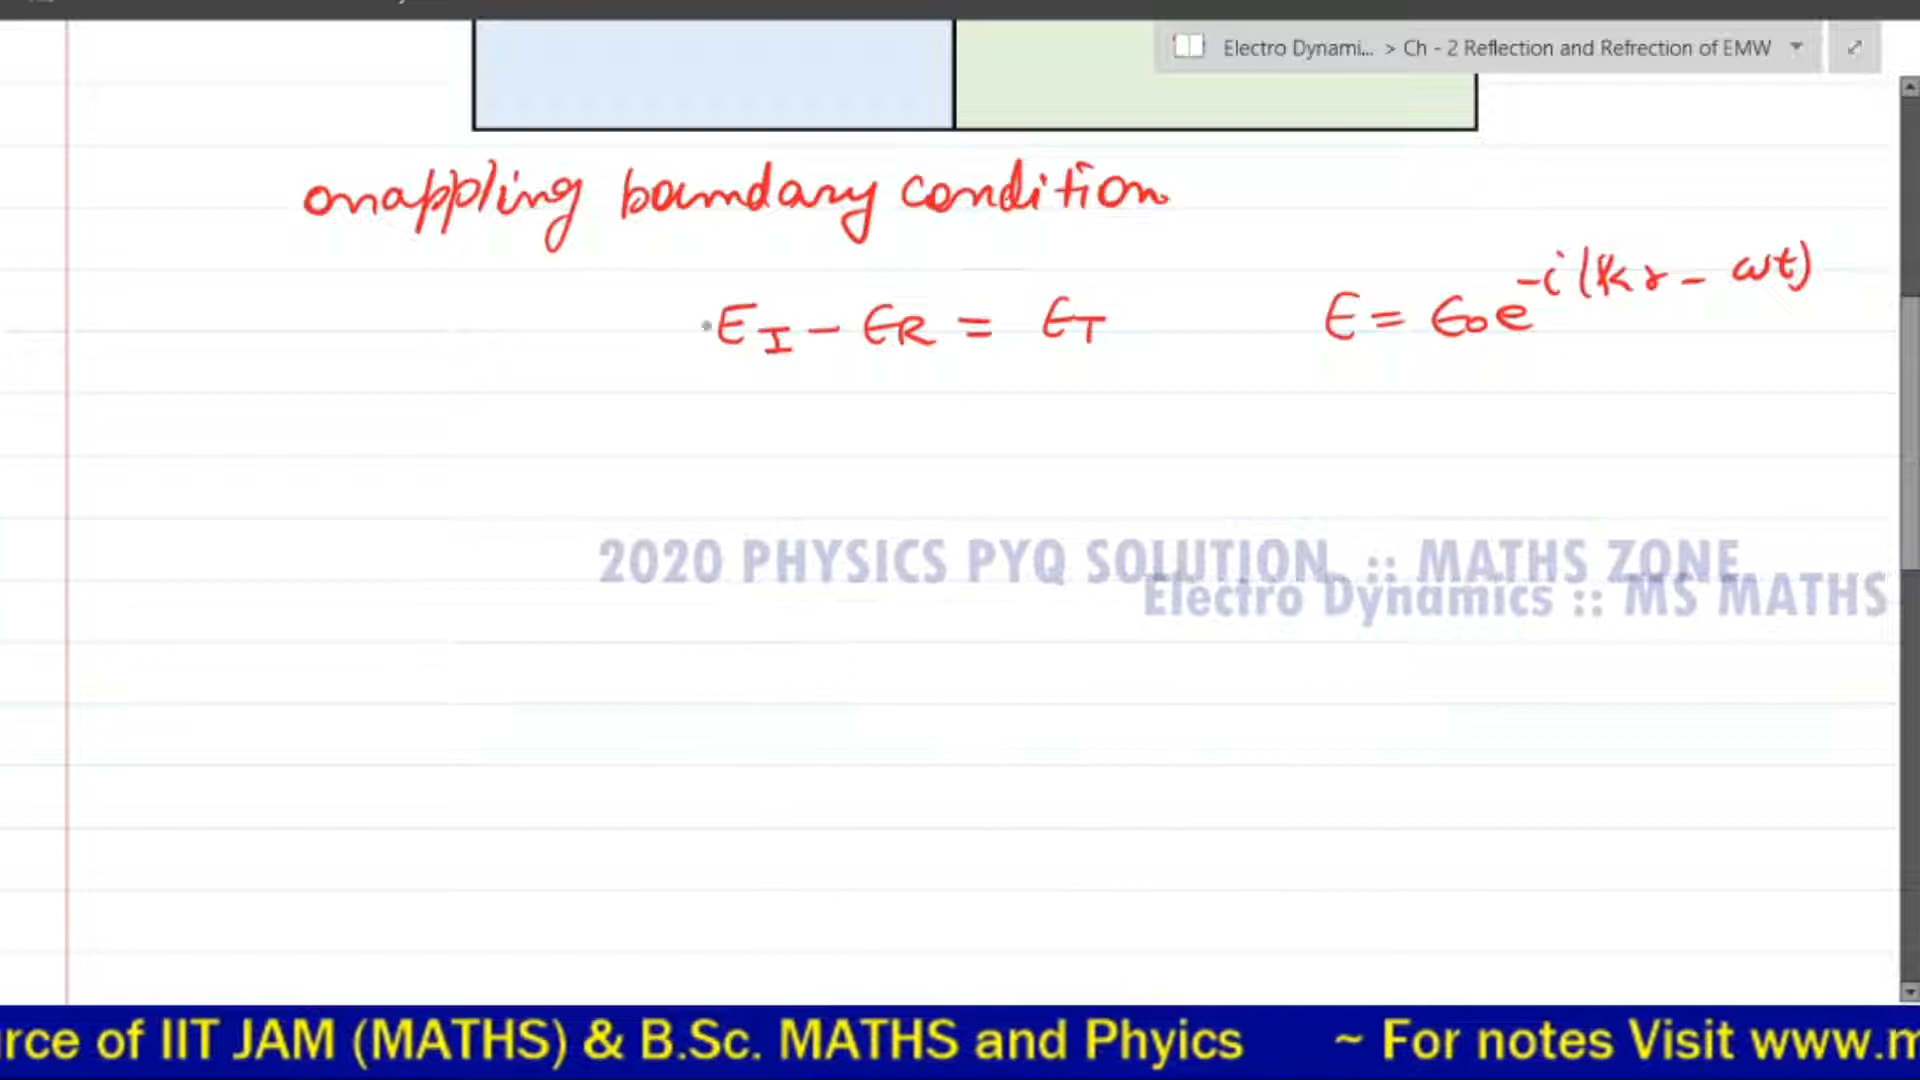 Electro Dynami... > Ch - 2 Reflection and Refrection of EMW
onappling boundary condition
E_I - E_R = E_T
E = E_0 e^{-i(kr - ωt)}
2020 PHYSICS PYQ SOLUTION :: MATHS ZONE
Electro Dynamics :: MS MATHS
rce of IIT JAM (MATHS) & B.Sc. MATHS and Phyics ~ For notes Visit www.m